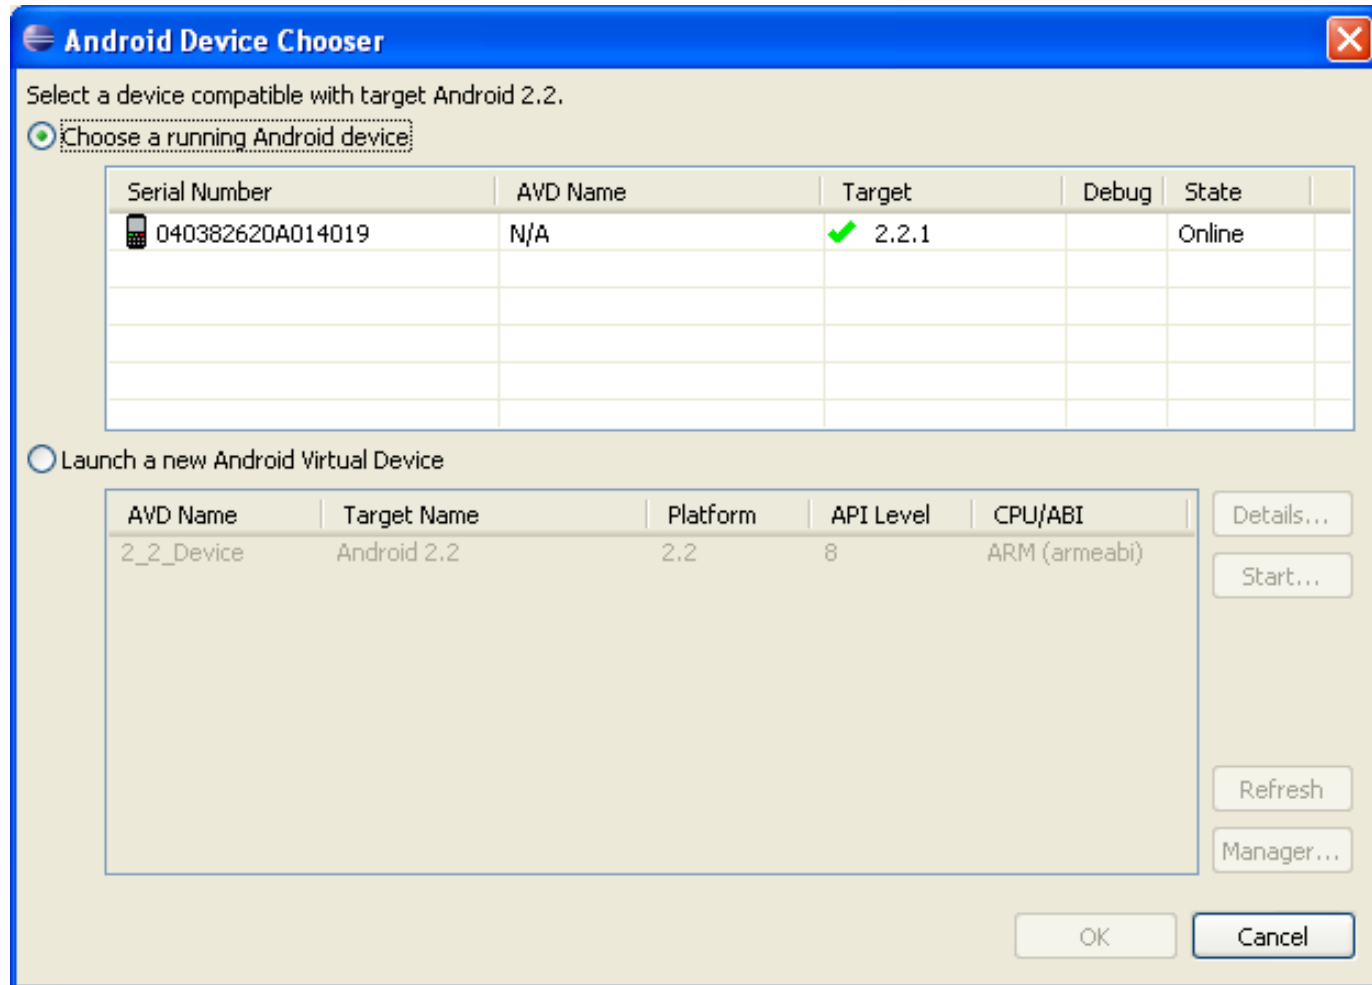 Android Device Chooser
Select a device compatible with target Android 2.2.
Choose a running Android device
Serial Number AVD Name Target Debug State
040382620A014019 N/A 2.2.1 Online
Launch a new Android Virtual Device
AVD Name Target Name Platform API Level CPU/ABI Details...
2_2_Device Android 2.2 2.2 8 ARM (armeabi)
Start...
Refresh
Manager...
OK Cancel